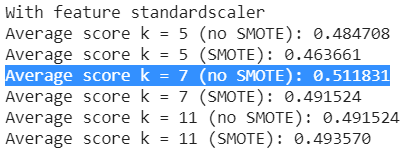 With feature standardscaler
Average score k = 5 (no SMOTE): 0.484708
Average score k = 5 (SMOTE): 0.463661
Average score k = 7 (no SMOTE): 0.511831
Average score k = 7 (SMOTE): 0.491524
Average score k = 11 (no SMOTE): 0.491524
Average score k = 11 (SMOTE): 0.493570